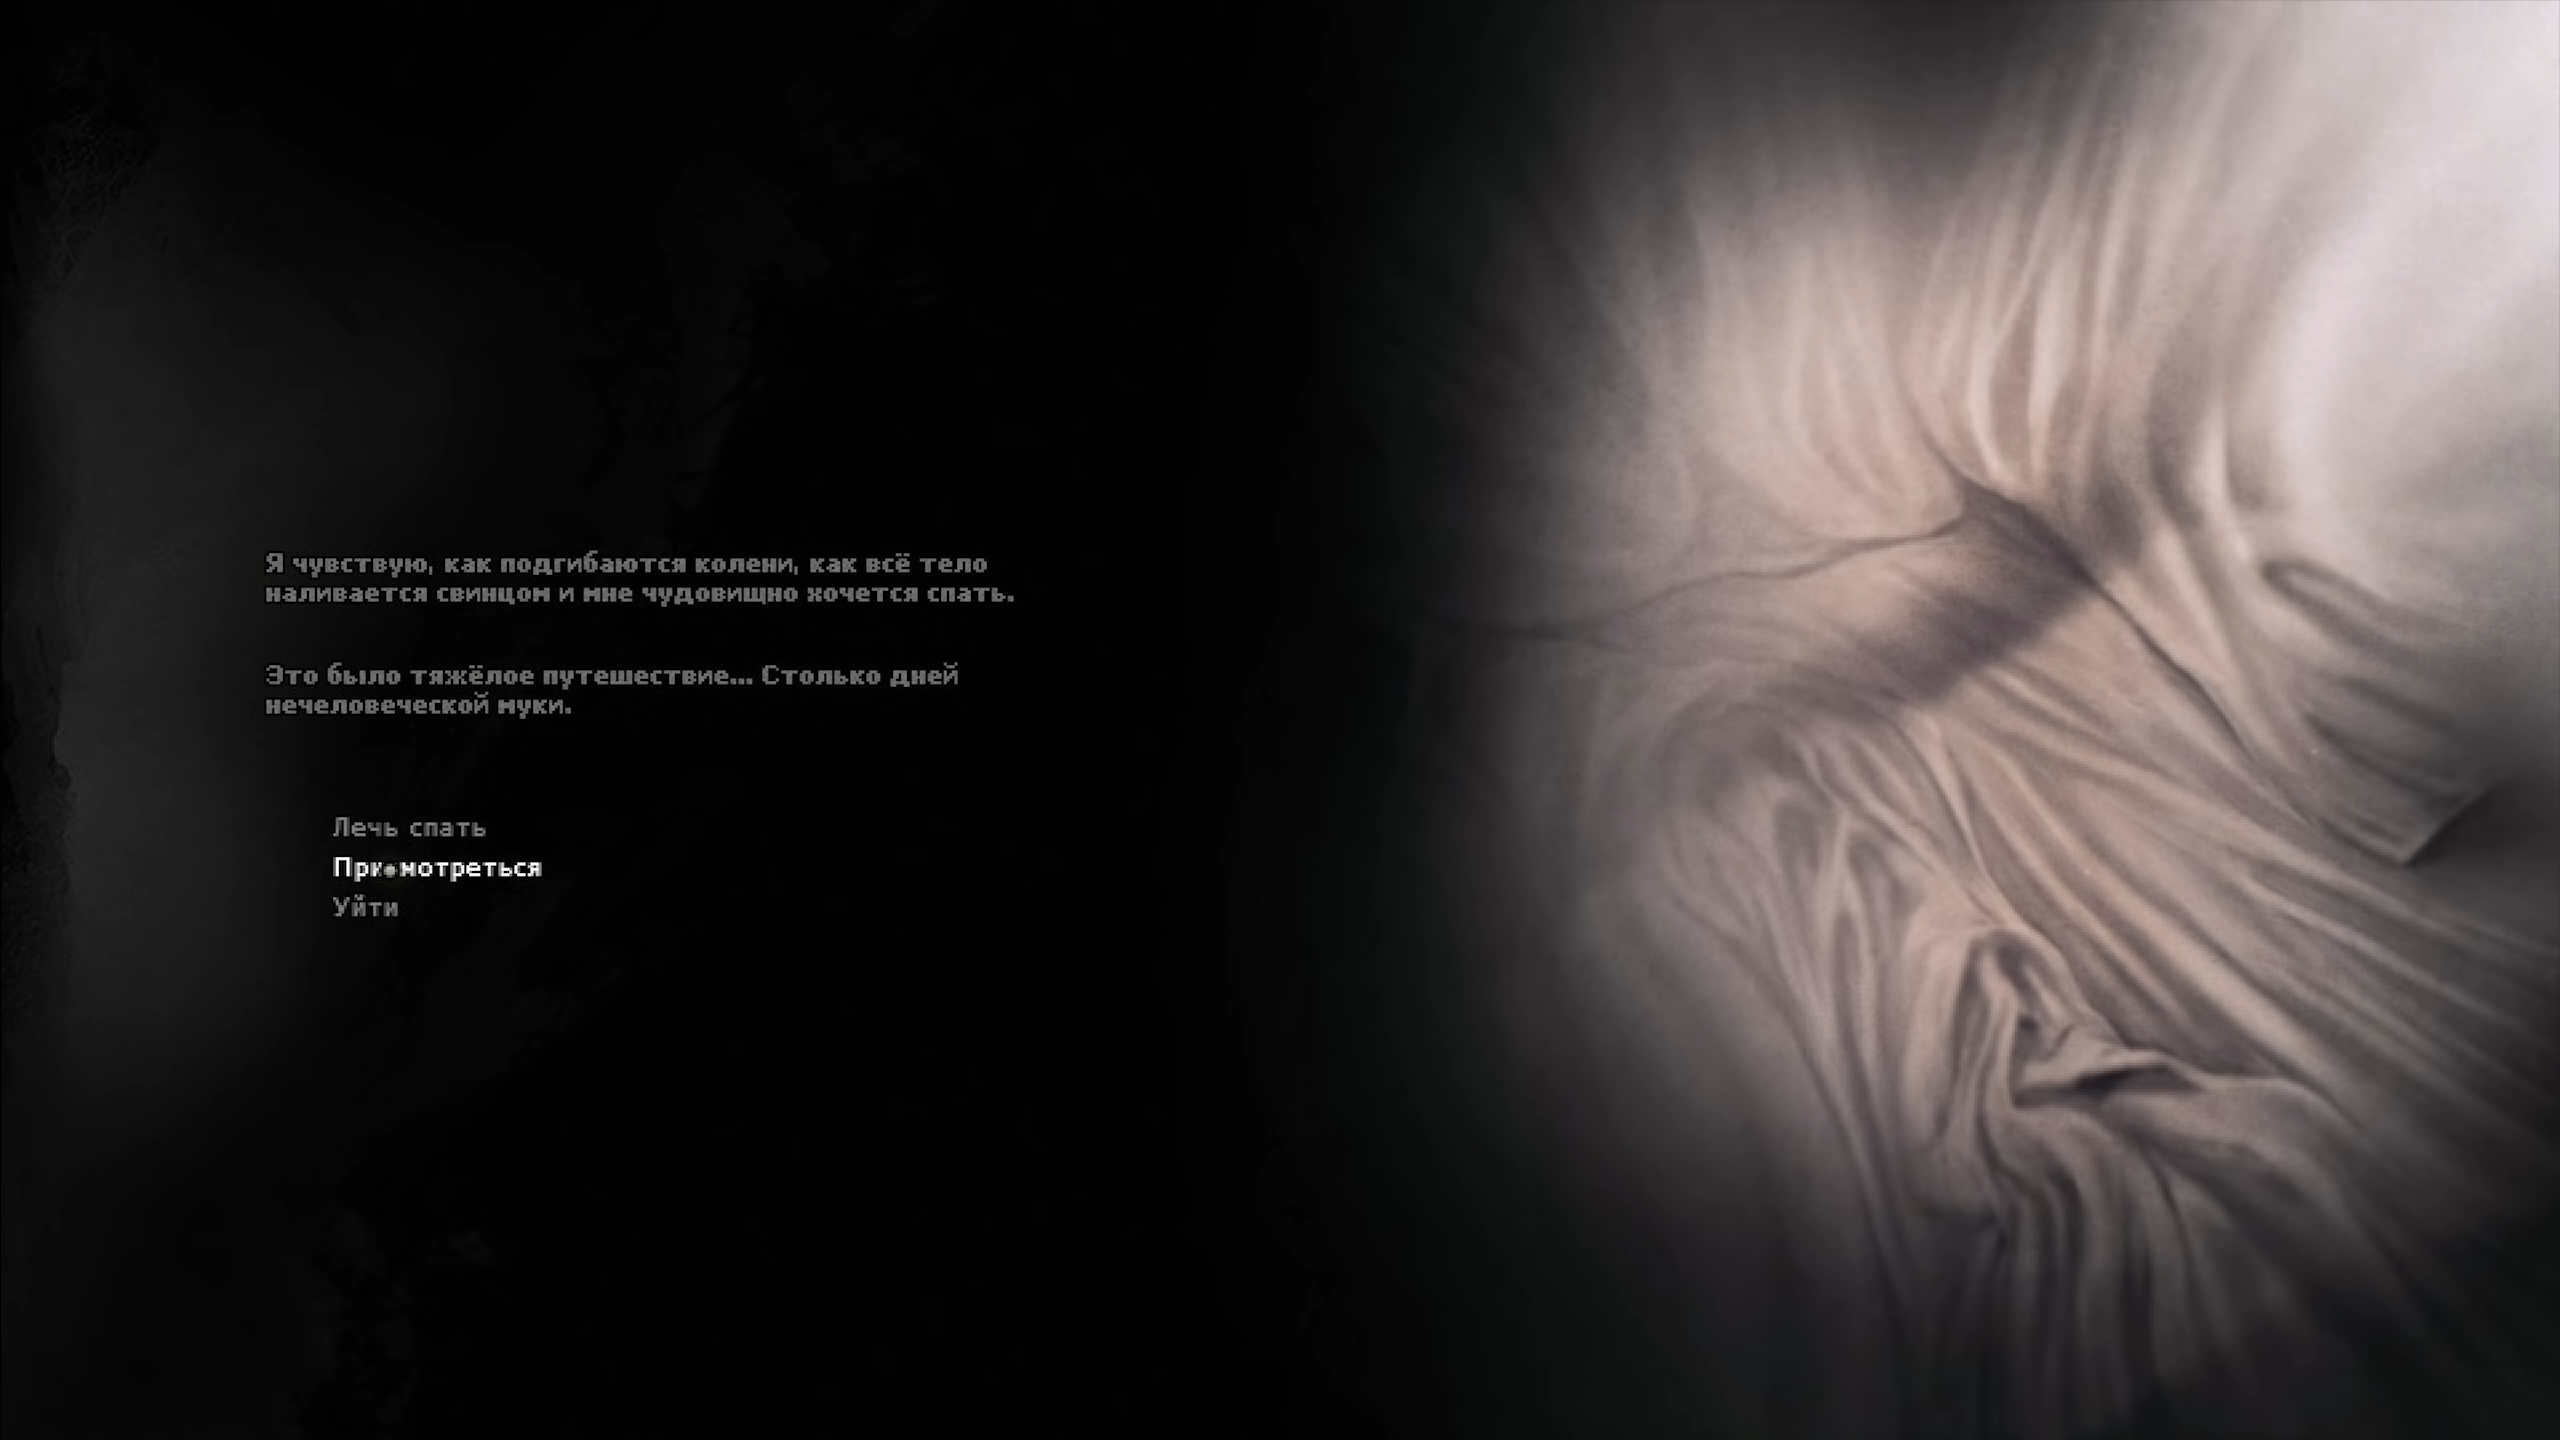 Я чувствую, как подгибаются колени, как всё тело
наливается свинцом и мне чудовищно хочется спать.
Это было тяжёлое путешествие... Столько дней
нечеловеческой муки.
Лечь спать
Присмотреться
Уйти